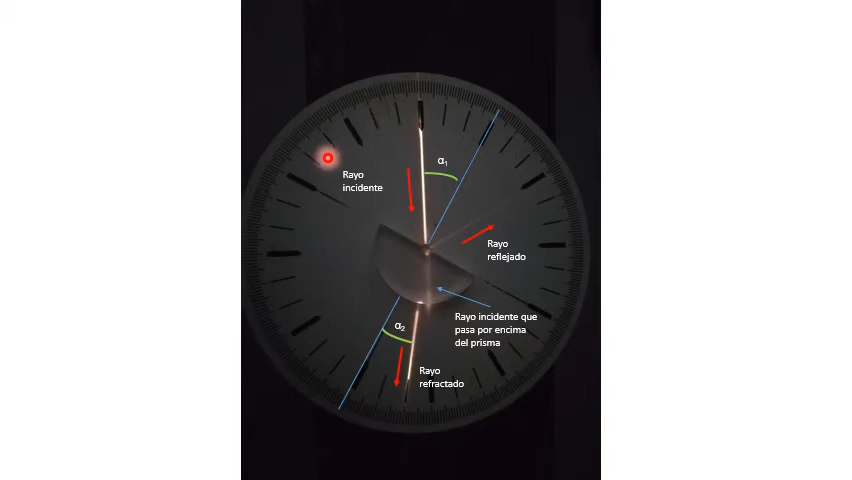 α₁
Rayo
incidente
Rayo
reflejado
Rayo incidente que
pasa por encima
del prisma
α₂
Rayo
refractado